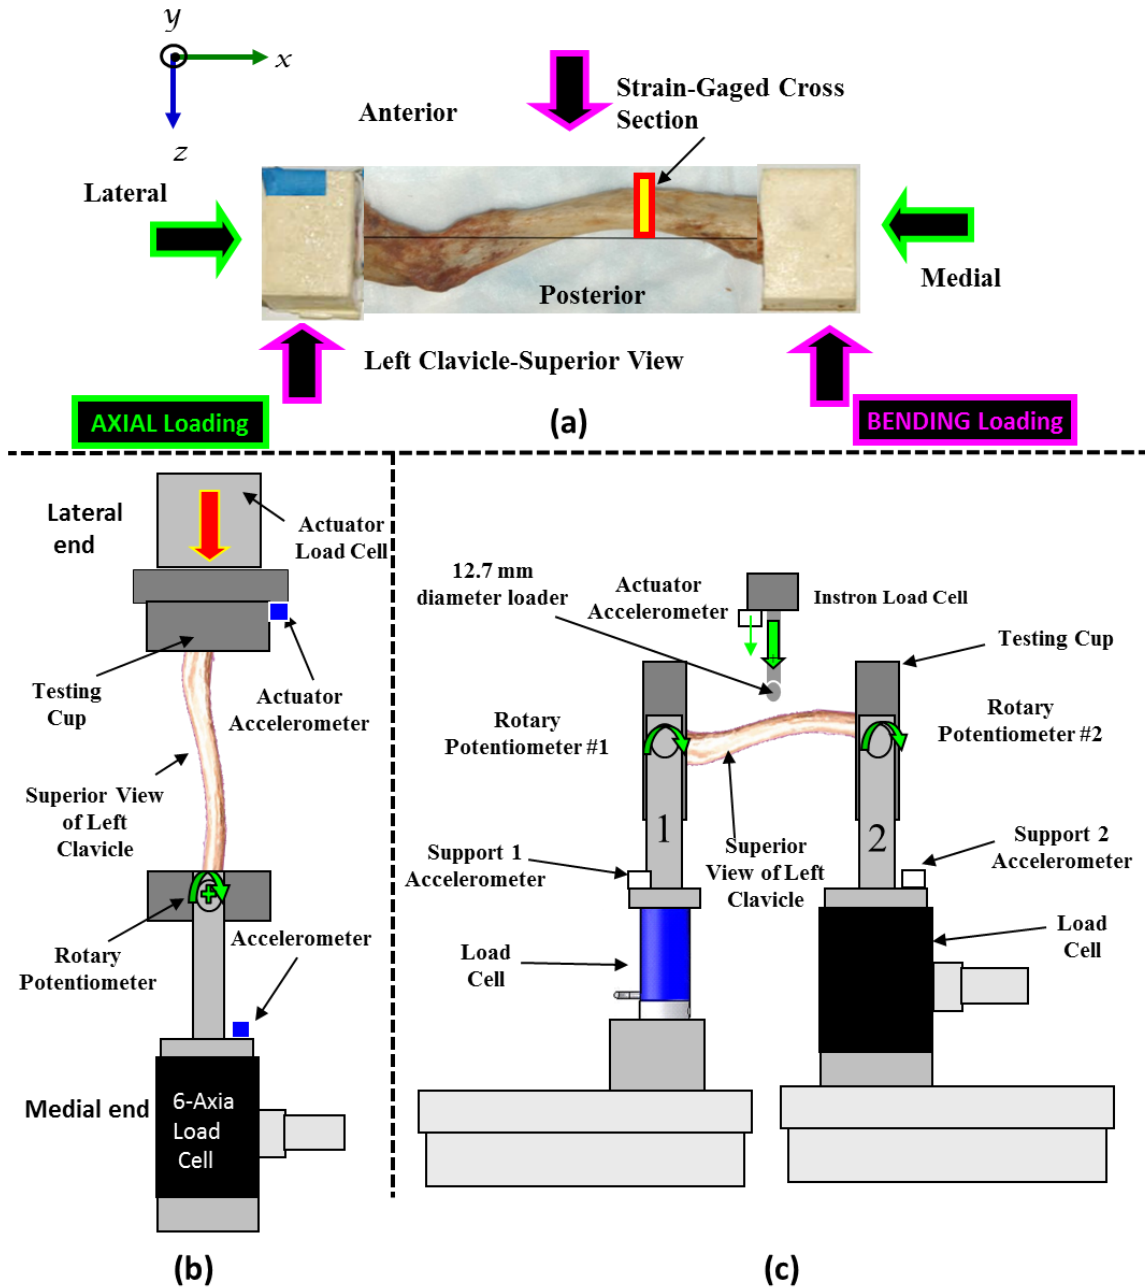 y
x
z
Anterior
Strain-Gaged Cross
Section
Lateral
Medial
Posterior
Left Clavicle-Superior View
AXIAL Loading
(a)
BENDING Loading
Lateral
end
Actuator
Load Cell
Testing
Cup
Actuator
Accelerometer
Superior View
of Left
Clavicle
Rotary
Potentiometer
Accelerometer
Medial end
6-Axia
Load
Cell
(b)
12.7 mm
diameter loader
Actuator
Accelerometer
Instron Load Cell
Testing Cup
Rotary
Potentiometer #1
Rotary
Potentiometer #2
1
2
Support 1
Accelerometer
Superior
View of Left
Clavicle
Support 2
Accelerometer
Load
Cell
Load
Cell
(c)